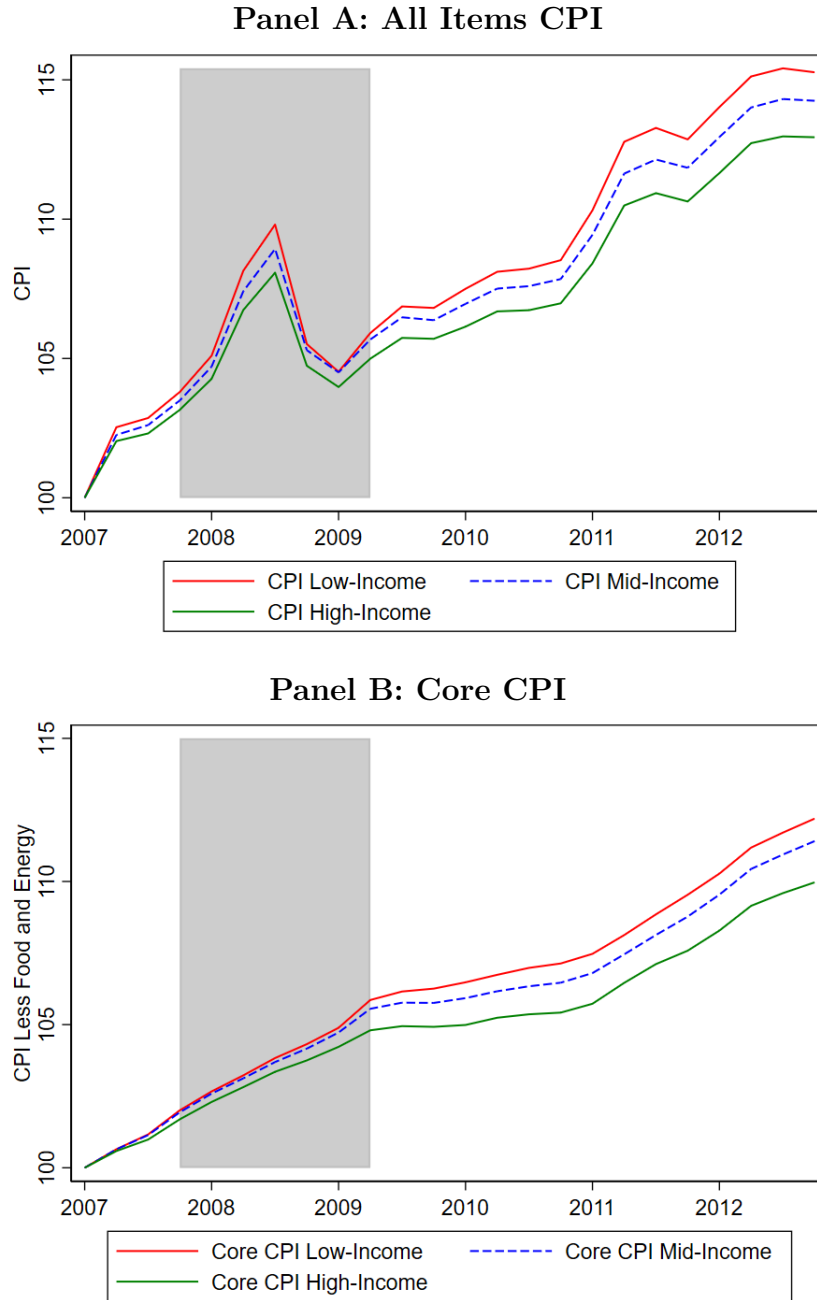 Panel A: All Items CPI
115
110
105
100
CPI
2007 2008 2009 2010 2011 2012
CPI Low-Income CPI Mid-Income
CPI High-Income
Panel B: Core CPI
115
110
105
100
CPI Less Food and Energy
2007 2008 2009 2010 2011 2012
Core CPI Low-Income Core CPI Mid-Income
Core CPI High-Income